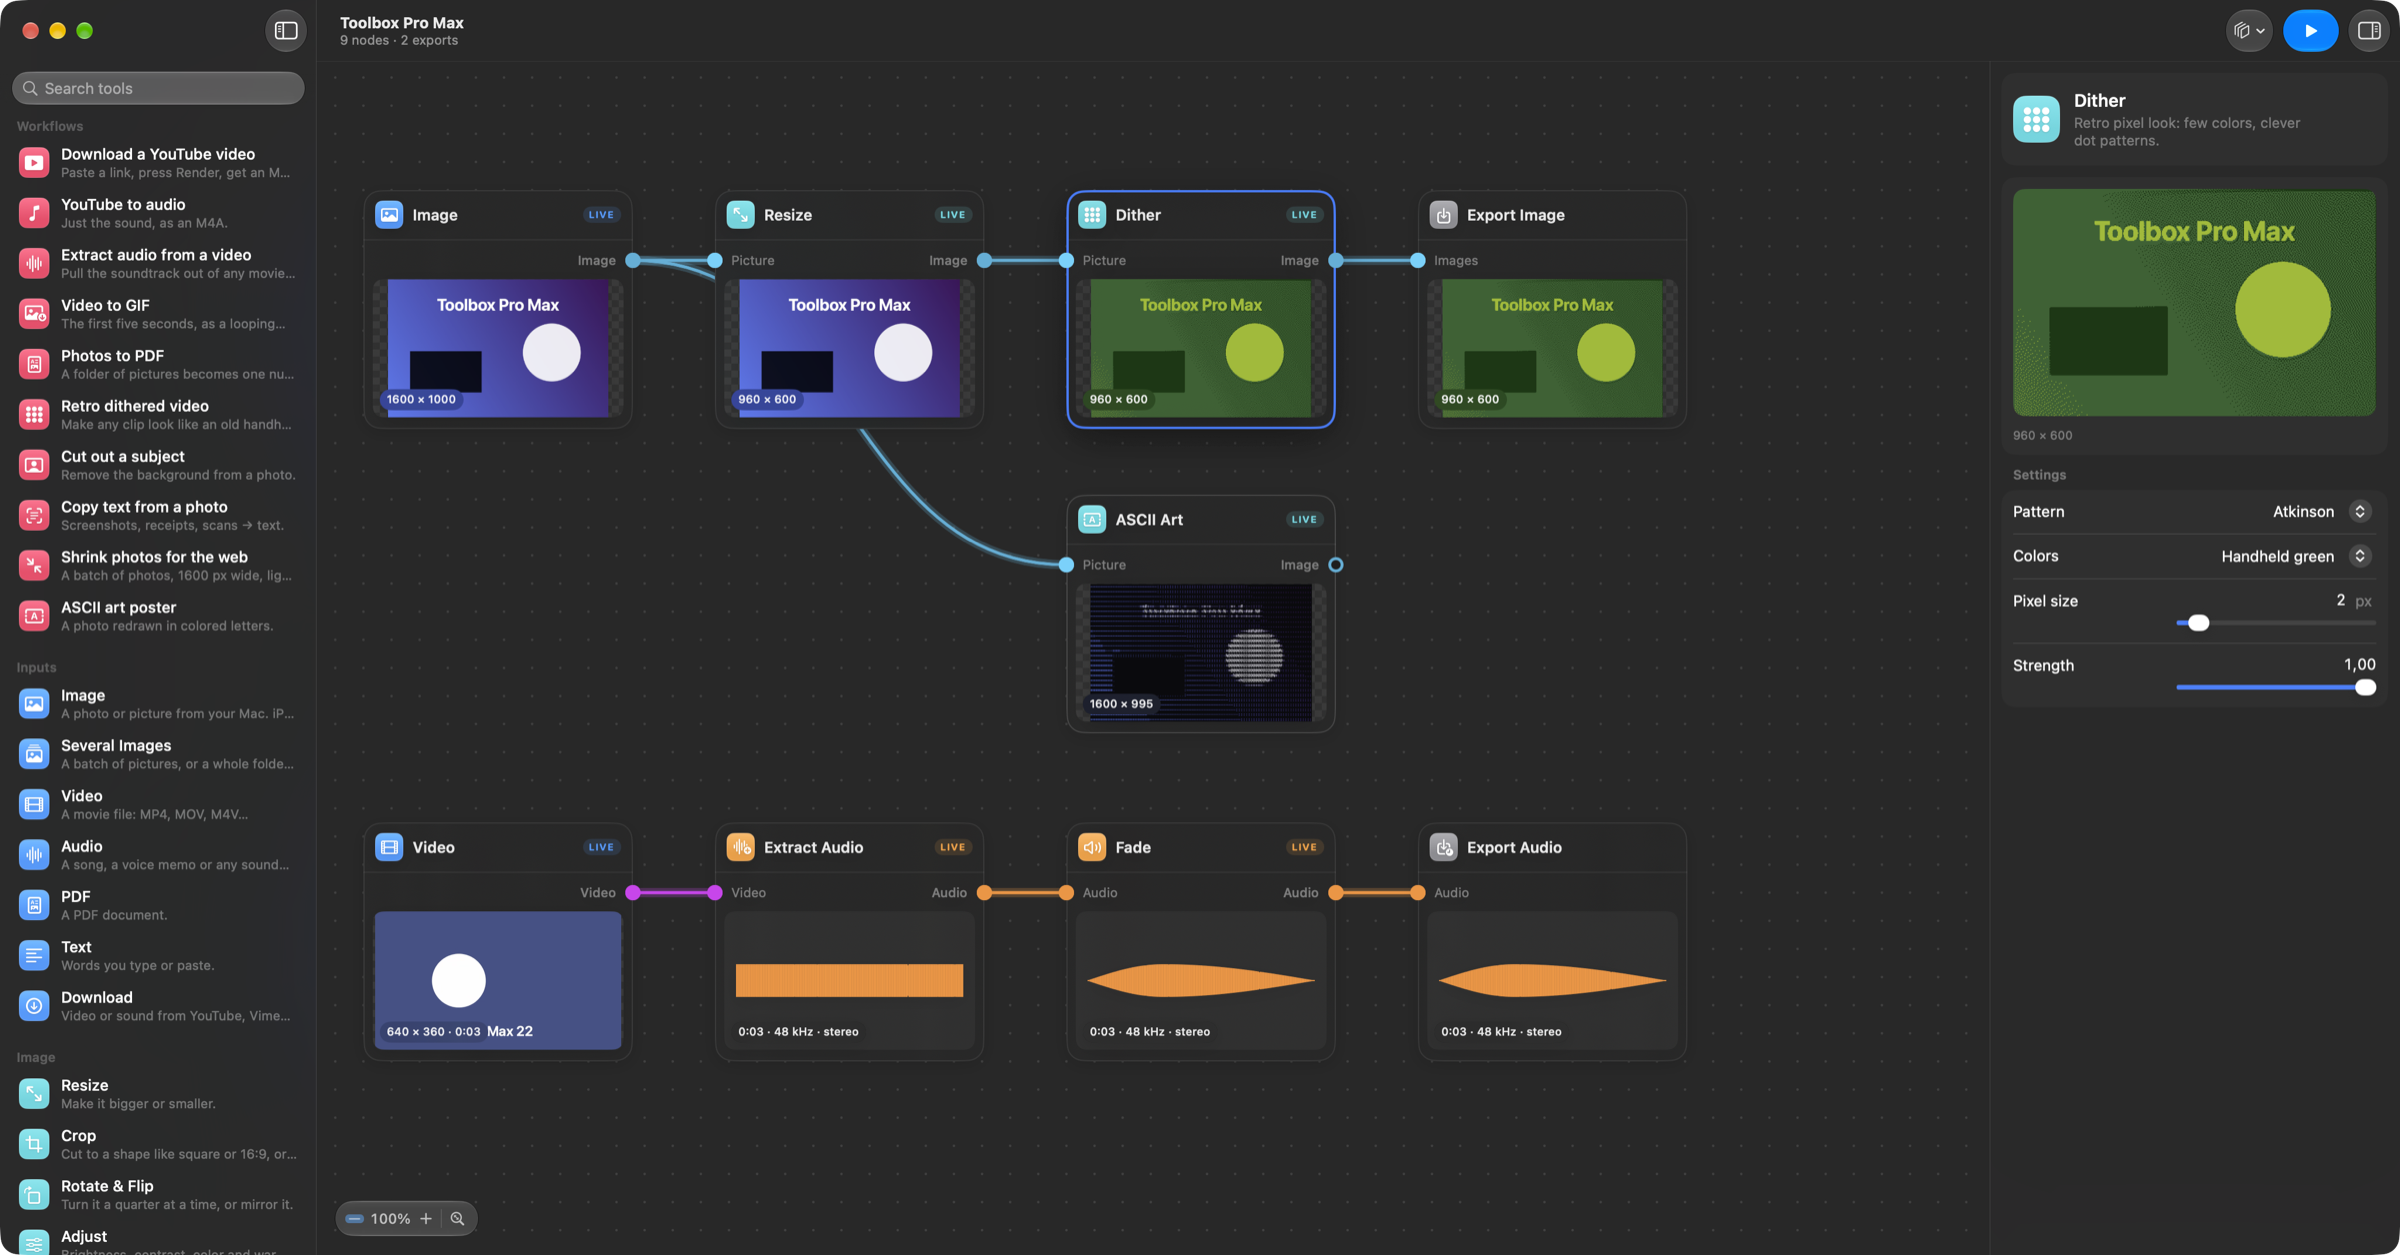 Toolbox Pro Max
9 nodes · 2 exports
Search tools
Workflows
Download a YouTube video
Paste a link, press Render, get an M...
YouTube to audio
Just the sound, as an M4A.
Extract audio from a video
Pull the soundtrack out of any movie...
Video to GIF
The first five seconds, as a looping...
Photos to PDF
A folder of pictures becomes one nu...
Retro dithered video
Make any clip look like an old handh...
Cut out a subject
Remove the background from a photo.
Copy text from a photo
Screenshots, receipts, scans → text.
Shrink photos for the web
A batch of photos, 1600 px wide, lig...
ASCII art poster
A photo redrawn in colored letters.
Inputs
Image
A photo or picture from your Mac. iP...
Several Images
A batch of pictures, or a whole folde...
Video
A movie file: MP4, MOV, M4V...
Audio
A song, a voice memo or any sound...
PDF
A PDF document.
Text
Words you type or paste.
Download
Video or sound from YouTube, Vime...
Image
Resize
Make it bigger or smaller.
Crop
Cut to a shape like square or 16:9, or...
Rotate & Flip
Turn it a quarter at a time, or mirror it.
Adjust
Image LIVE
Image
Toolbox Pro Max
1600 × 1000
Resize LIVE
Picture Image
Toolbox Pro Max
960 × 600
Dither LIVE
Picture Image
Toolbox Pro Max
960 × 600
Export Image
Images
Toolbox Pro Max
960 × 600
ASCII Art LIVE
Picture Image
1600 × 995
Video LIVE
Video
640 × 360 · 0:03 Max 22
Extract Audio LIVE
Video Audio
0:03 · 48 kHz · stereo
Fade LIVE
Audio Audio
0:03 · 48 kHz · stereo
Export Audio
Audio
0:03 · 48 kHz · stereo
100%
Dither
Retro pixel look: few colors, clever
dot patterns.
Toolbox Pro Max
960 × 600
Settings
Pattern Atkinson
Colors Handheld green
Pixel size 2 px
Strength 1,00